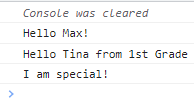 Console was cleared
Hello Max!
Hello Tina from 1st Grade
I am special!
>